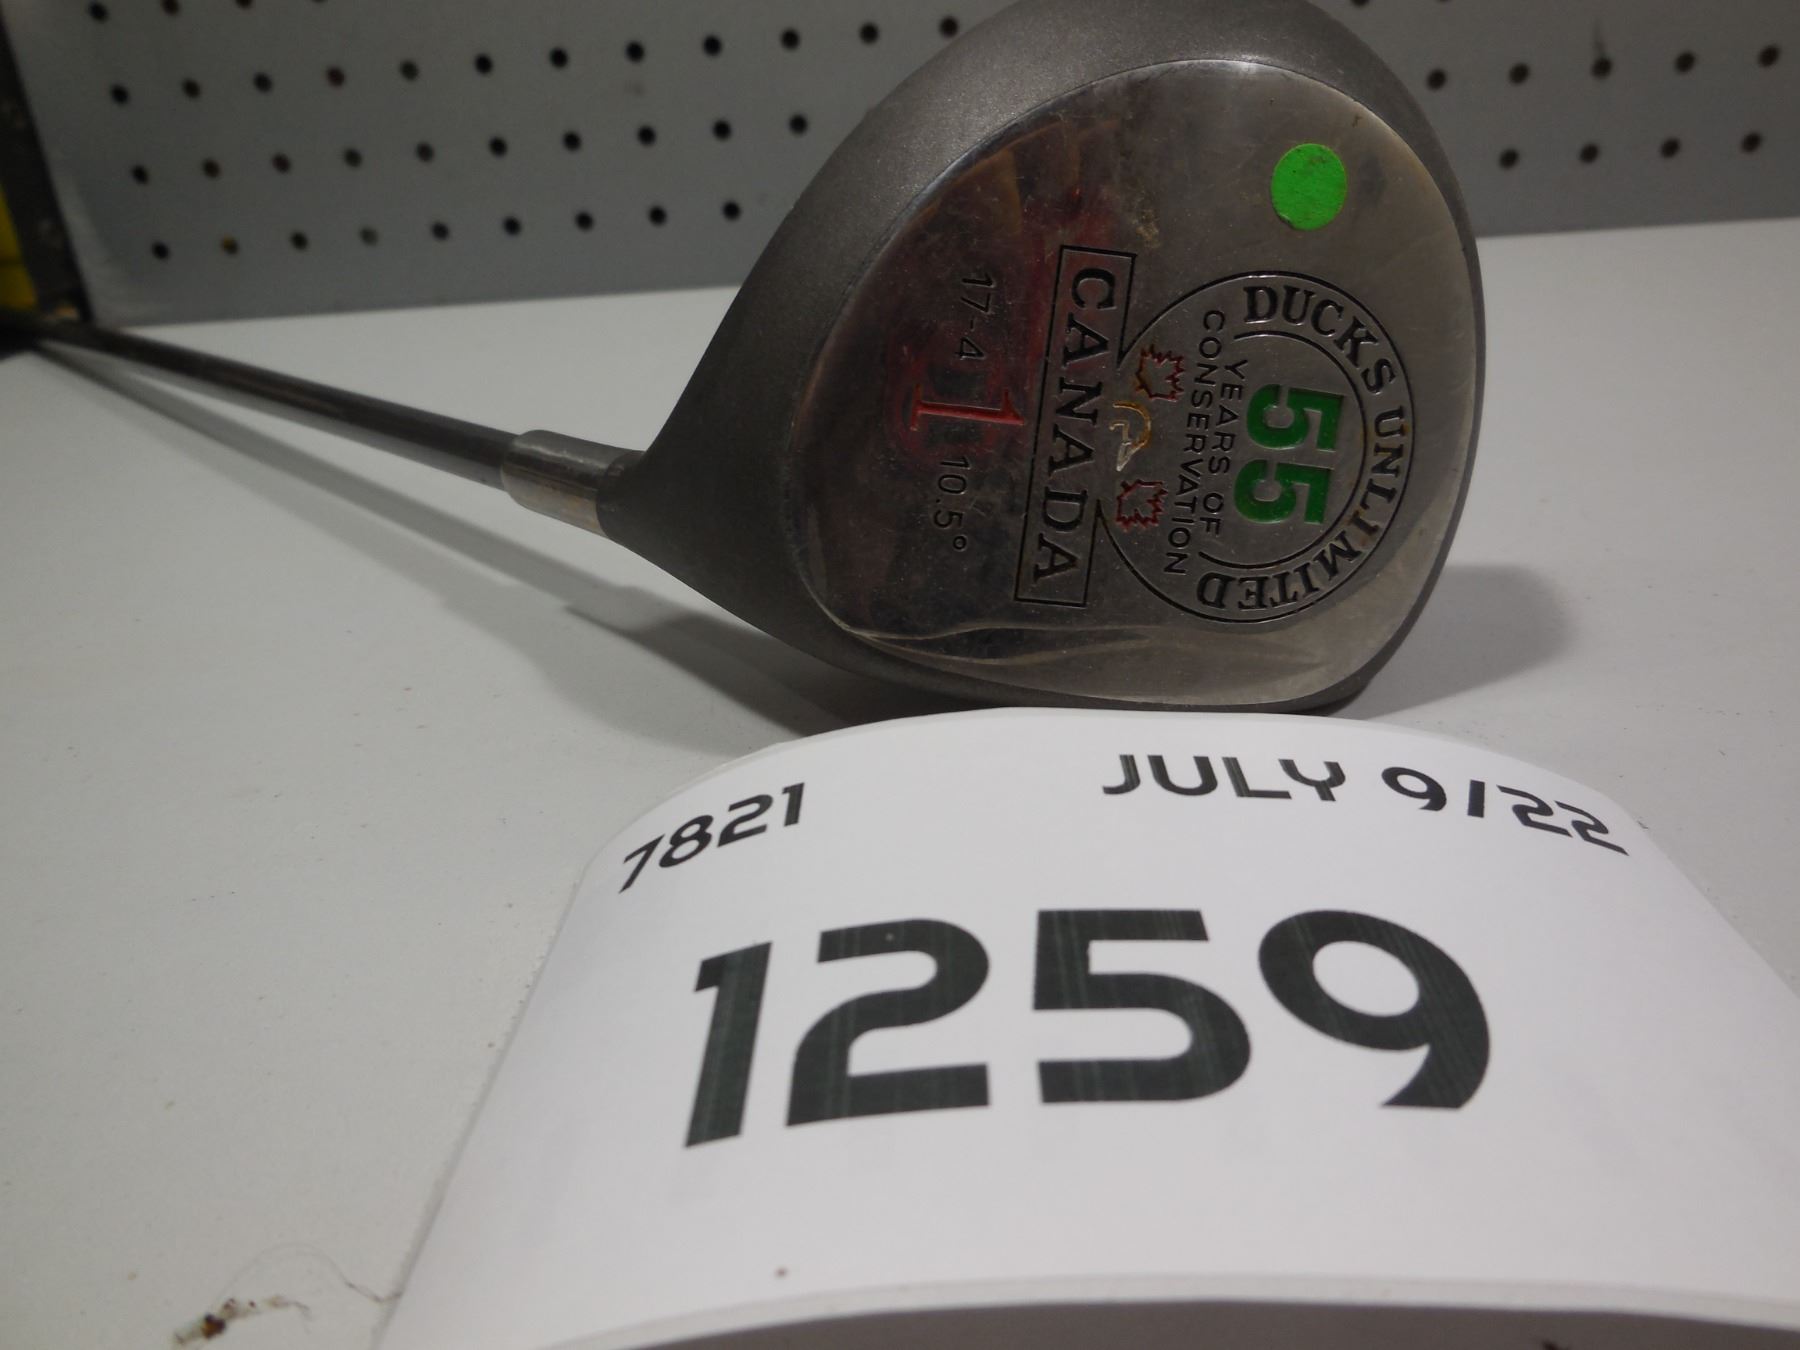 DUCKS UNLIMITED
55
YEARS OF
CONSERVATION
CANADA
17-4 1 10.5°
7821 JULY 9/22
1259